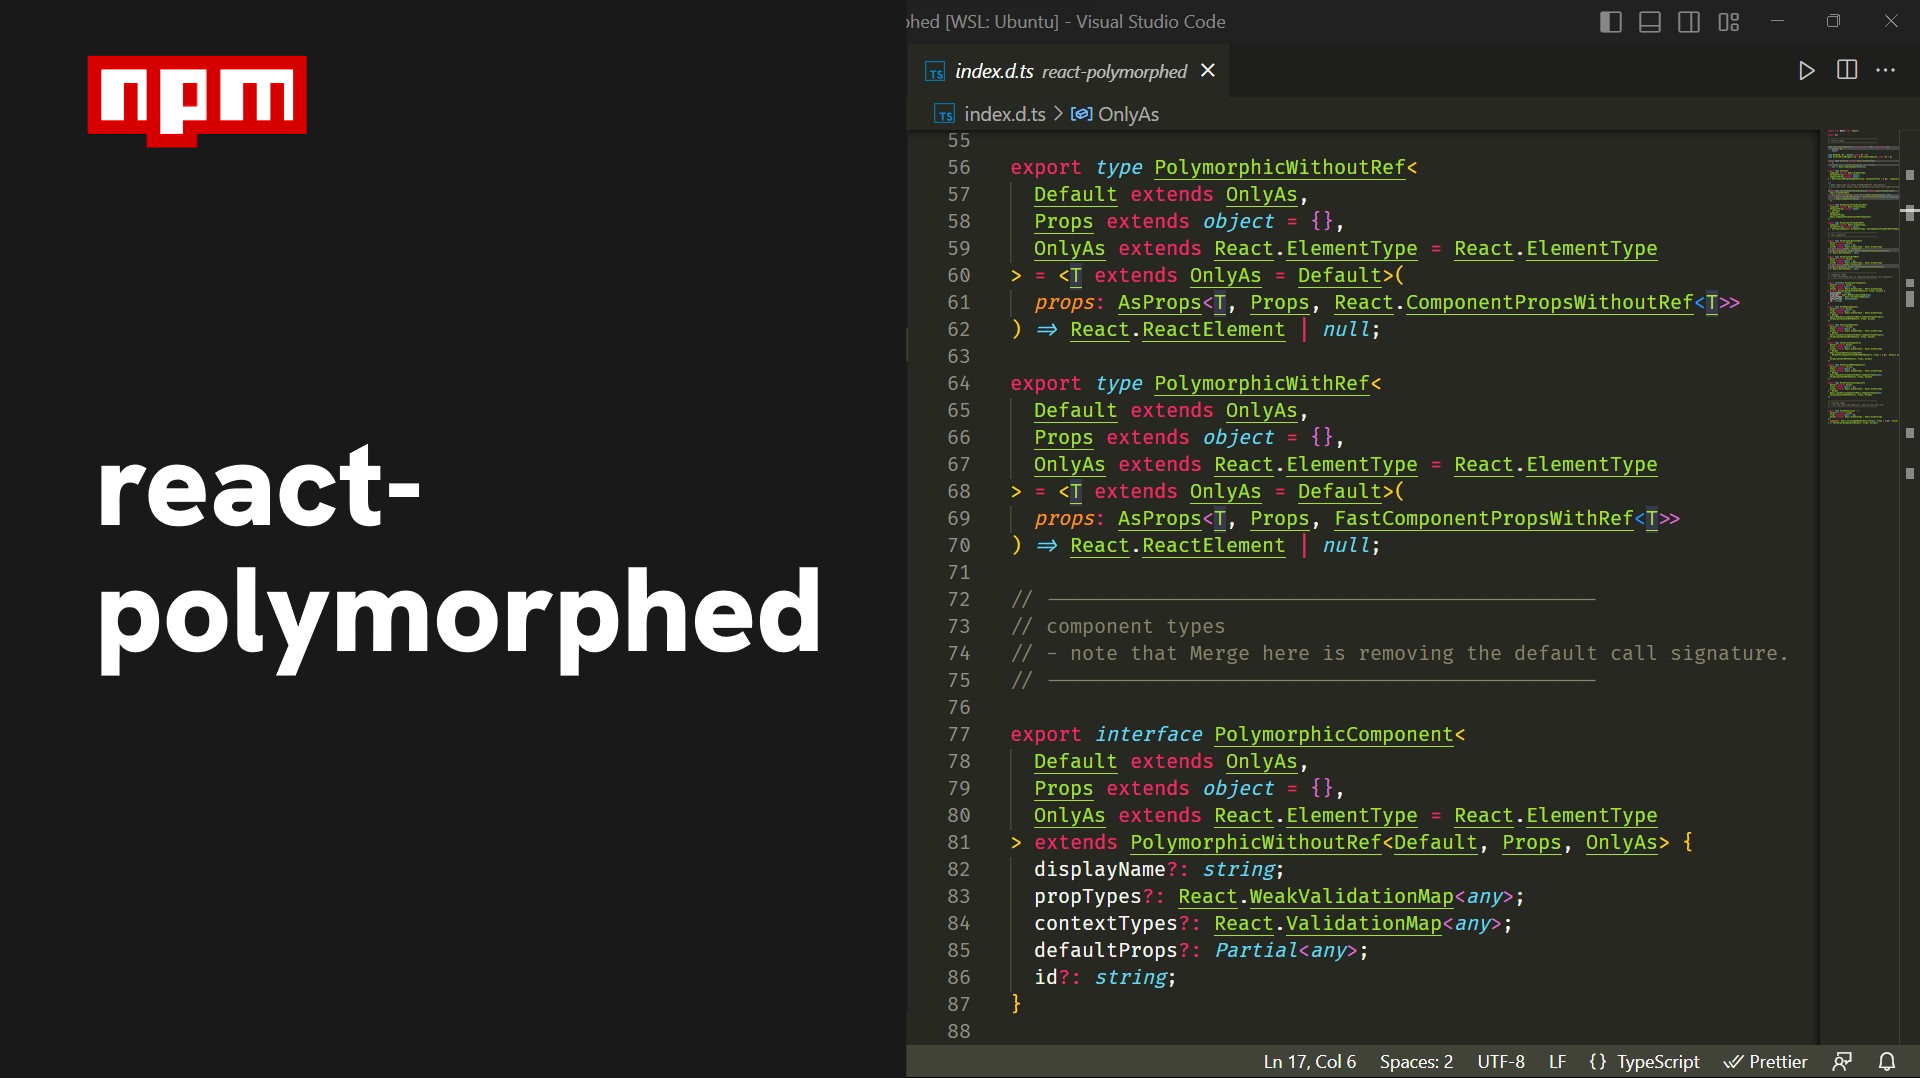 npm
react-
polymorphed
hed [WSL: Ubuntu] - Visual Studio Code
TS index.d.ts react-polymorphed
TS index.d.ts > OnlyAs
55
56 export type PolymorphicWithoutRef<
57 Default extends OnlyAs,
58 Props extends object = {},
59 OnlyAs extends React.ElementType = React.ElementType
60 > = <T extends OnlyAs = Default>(
61 props: AsProps<T, Props, React.ComponentPropsWithoutRef<T>>
62 ) => React.ReactElement | null;
63
64 export type PolymorphicWithRef<
65 Default extends OnlyAs,
66 Props extends object = {},
67 OnlyAs extends React.ElementType = React.ElementType
68 > = <T extends OnlyAs = Default>(
69 props: AsProps<T, Props, FastComponentPropsWithRef<T>>
70 ) => React.ReactElement | null;
71
72 // ----------------------------------------------
73 // component types
74 // - note that Merge here is removing the default call signature.
75 // ----------------------------------------------
76
77 export interface PolymorphicComponent<
78 Default extends OnlyAs,
79 Props extends object = {},
80 OnlyAs extends React.ElementType = React.ElementType
81 > extends PolymorphicWithoutRef<Default, Props, OnlyAs> {
82 displayName?: string;
83 propTypes?: React.WeakValidationMap<any>;
84 contextTypes?: React.ValidationMap<any>;
85 defaultProps?: Partial<any>;
86 id?: string;
87 }
88
Ln 17, Col 6 Spaces: 2 UTF-8 LF {} TypeScript Prettier